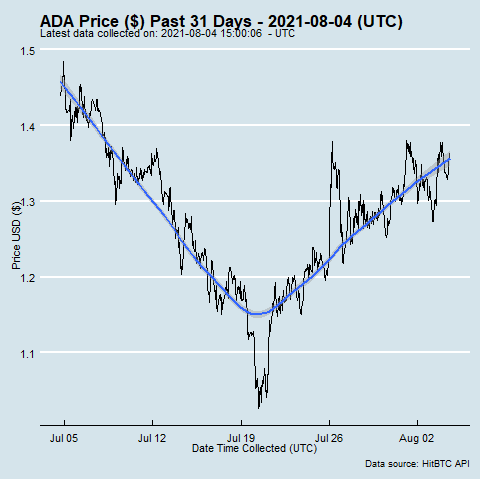 ADA Price ($) Past 31 Days - 2021-08-04 (UTC)
Latest data collected on: 2021-08-04 15:00:06 - UTC
1.5
1.4
1.3
1.2
1.1
Price USD ($)
Jul 05 Jul 12 Jul 19 Jul 26 Aug 02
Date Time Collected (UTC)
Data source: HitBTC API